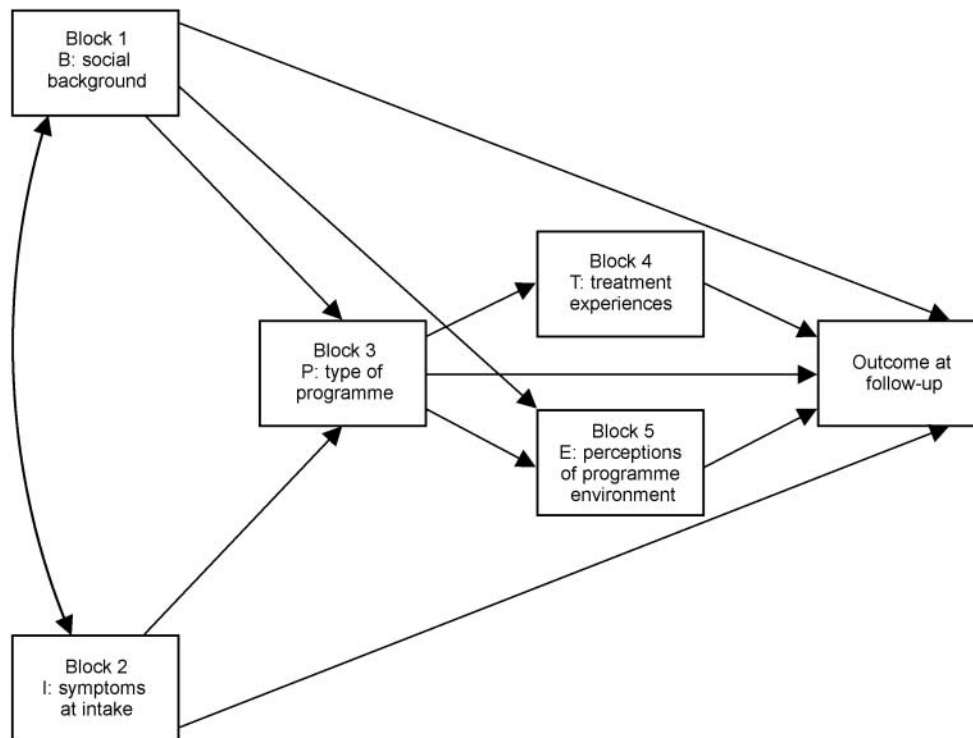 Block 1
B: social
background
Block 4
T: treatment
experiences
Block 3
P: type of
programme
Outcome at
follow-up
Block 5
E: perceptions
of programme
environment
Block 2
I: symptoms
at intake